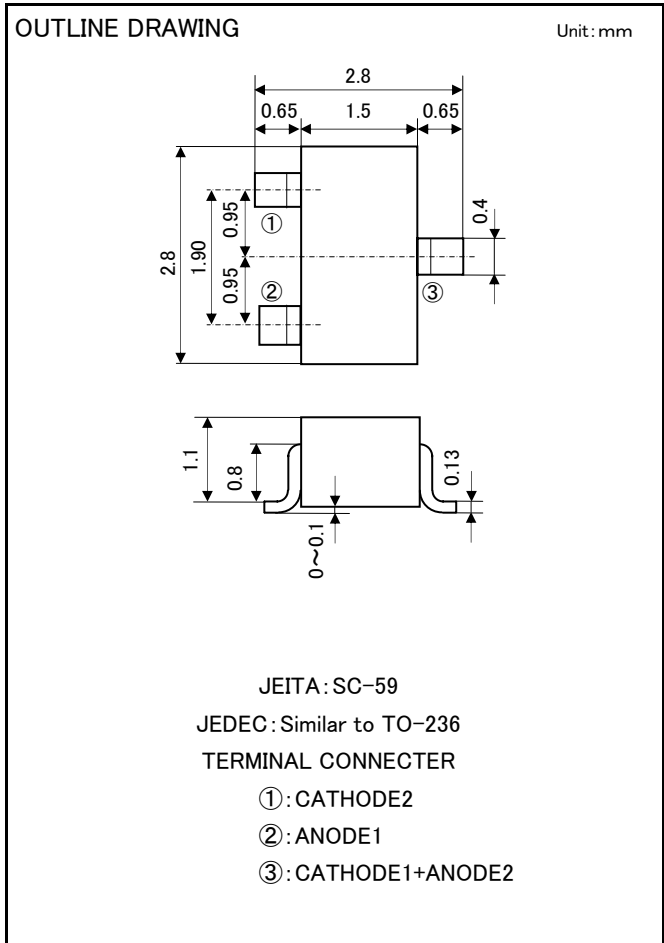 OUTLINE DRAWING
Unit:mm
2.8
0.65 1.5 0.65
2.8
1.90
0.95
0.95
①
②
③
0.4
1.1
0.8
0.13
0～0.1
JEITA:SC-59
JEDEC:Similar to TO-236
TERMINAL CONNECTER
①:CATHODE2
②:ANODE1
③:CATHODE1+ANODE2